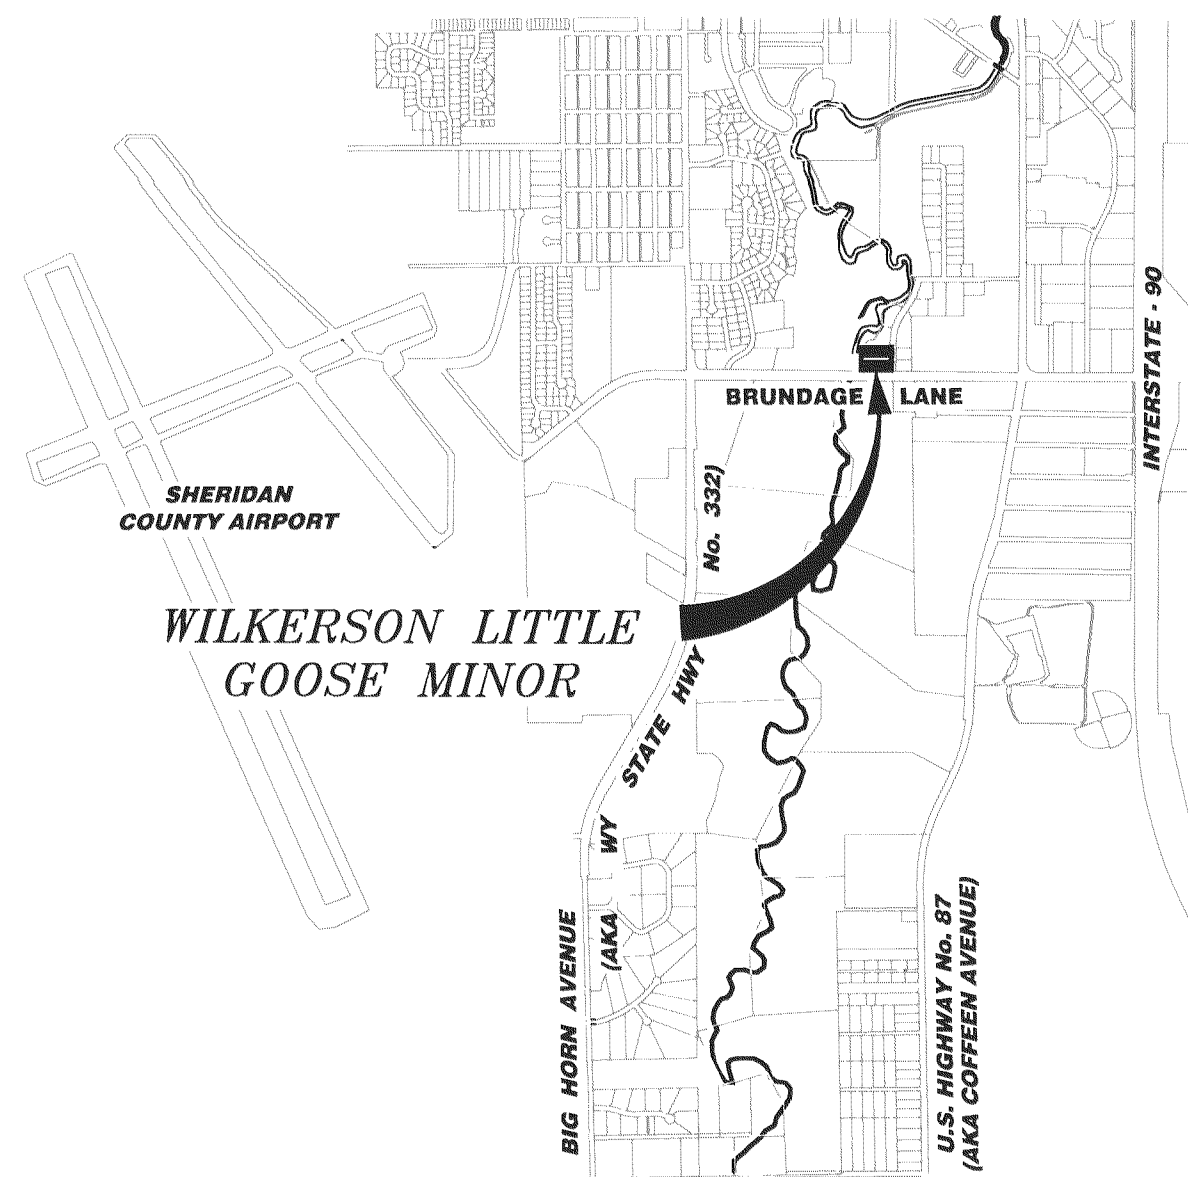 INTERSTATE - 90
BRUNDAGE LANE
SHERIDAN
COUNTY AIRPORT
WILKERSON LITTLE
GOOSE MINOR
BIG HORN AVENUE
(AKA WY STATE HWY No. 332)
U.S. HIGHWAY No. 87
(AKA COFFEEN AVENUE)